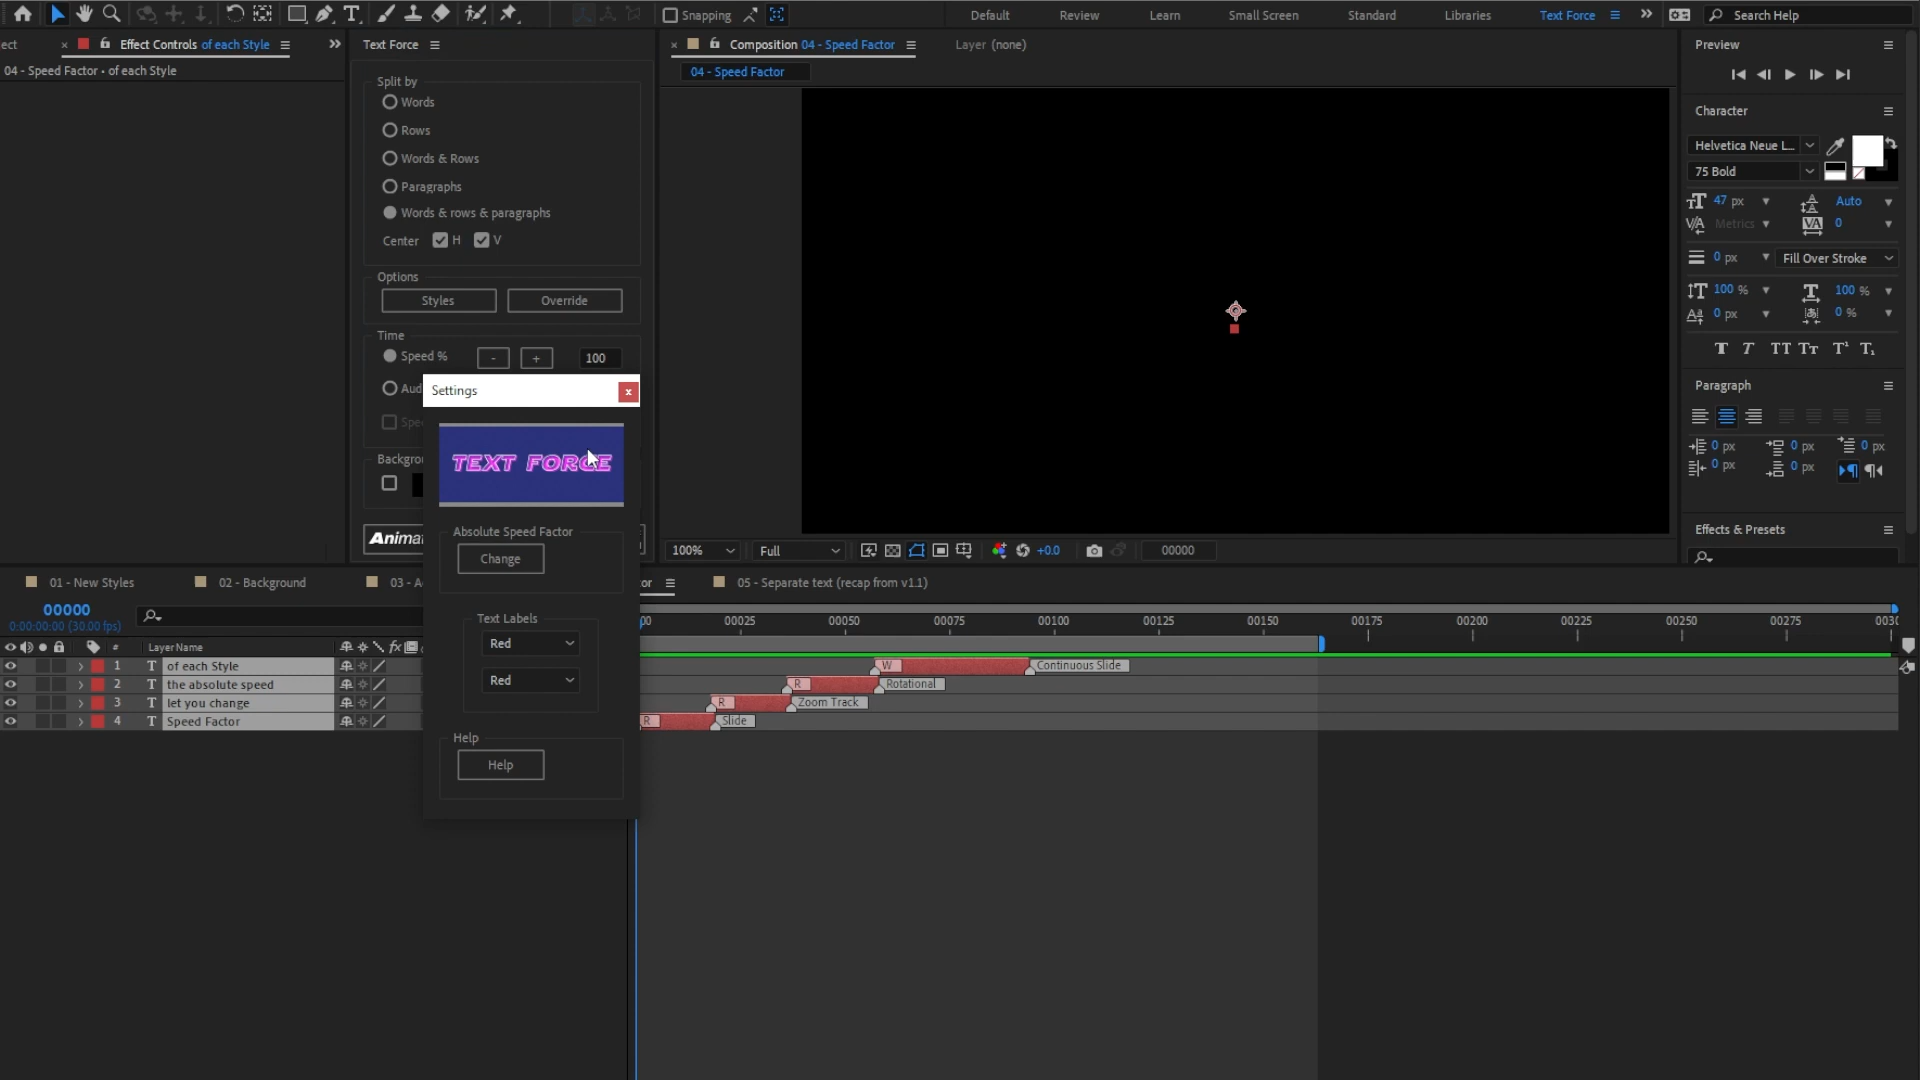 Snapping
Default
Review
Learn
Small Screen
Standard
Libraries
Text Force
Search Help
ect
Effect Controls of each Style
Text Force
Composition 04 - Speed Factor
Layer (none)
Preview
04 - Speed Factor • of each Style
04 - Speed Factor
Split by
Words
Rows
Words & Rows
Paragraphs
Words & rows & paragraphs
Center H V
Options
Styles
Override
Time
Speed %
-
+
100
Aud
Spe
Backgrou
Animat
Settings
x
TEXT FORCE
Absolute Speed Factor
Change
Text Labels
Red
Red
Help
Help
100%
Full
+0.0
00000
Character
Helvetica Neue L...
75 Bold
47 px
Auto
Metrics
0
0 px
Fill Over Stroke
100 %
100 %
0 px
0 %
Paragraph
0 px
0 px
0 px
0 px
0 px
Effects & Presets
01 - New Styles
02 - Background
03 - A
or
05 - Separate text (recap from v1.1)
00000
0:00:00:00 (30.00 fps)
00
00025
00050
00075
00100
00125
00150
00175
00200
00225
00250
00275
0030
# Layer Name
1 T of each Style
W
Continuous Slide
2 T the absolute speed
R
Rotational
3 T let you change
R
Zoom Track
4 T Speed Factor
R
Slide